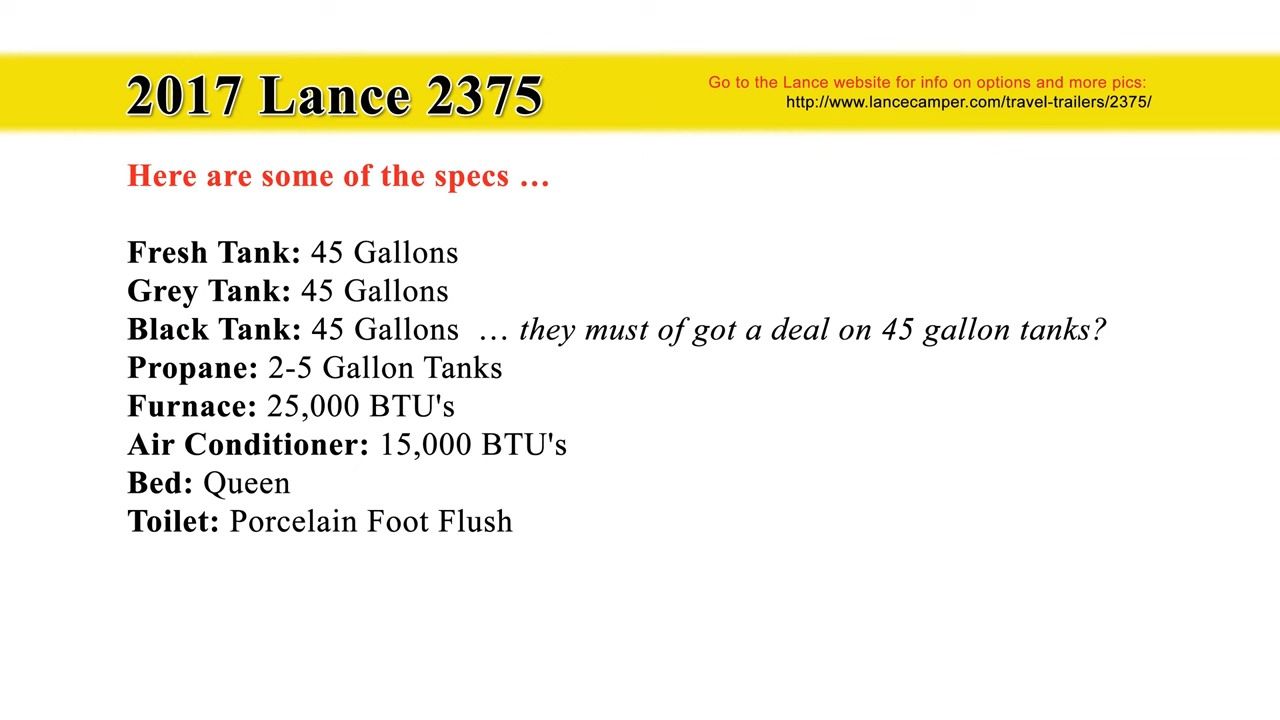 2017 Lance 2375
Go to the Lance website for info on options and more pics:
http://www.lancecamper.com/travel-trailers/2375/
Here are some of the specs …
Fresh Tank: 45 Gallons
Grey Tank: 45 Gallons
Black Tank: 45 Gallons … they must of got a deal on 45 gallon tanks?
Propane: 2-5 Gallon Tanks
Furnace: 25,000 BTU's
Air Conditioner: 15,000 BTU's
Bed: Queen
Toilet: Porcelain Foot Flush